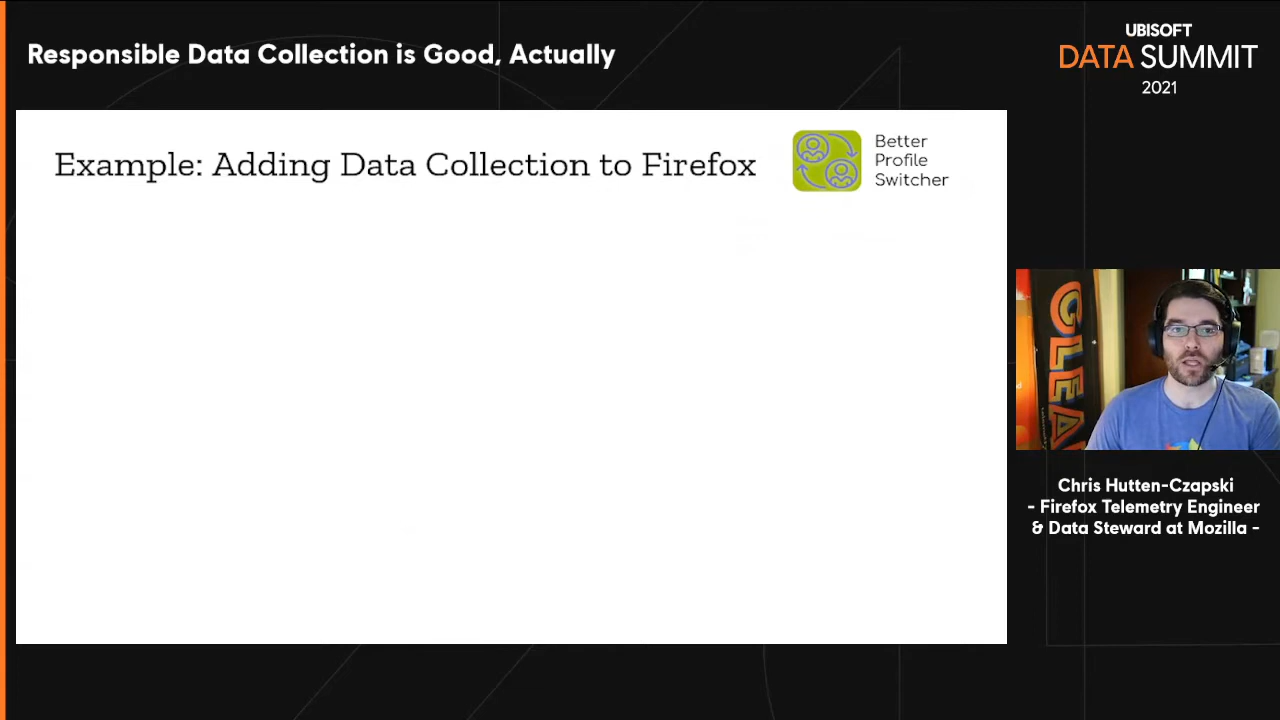 Responsible Data Collection is Good, Actually
UBISOFT
DATA SUMMIT
2021
Example: Adding Data Collection to Firefox
Better
Profile
Switcher
GLEA
Chris Hutten-Czapski
- Firefox Telemetry Engineer
& Data Steward at Mozilla -